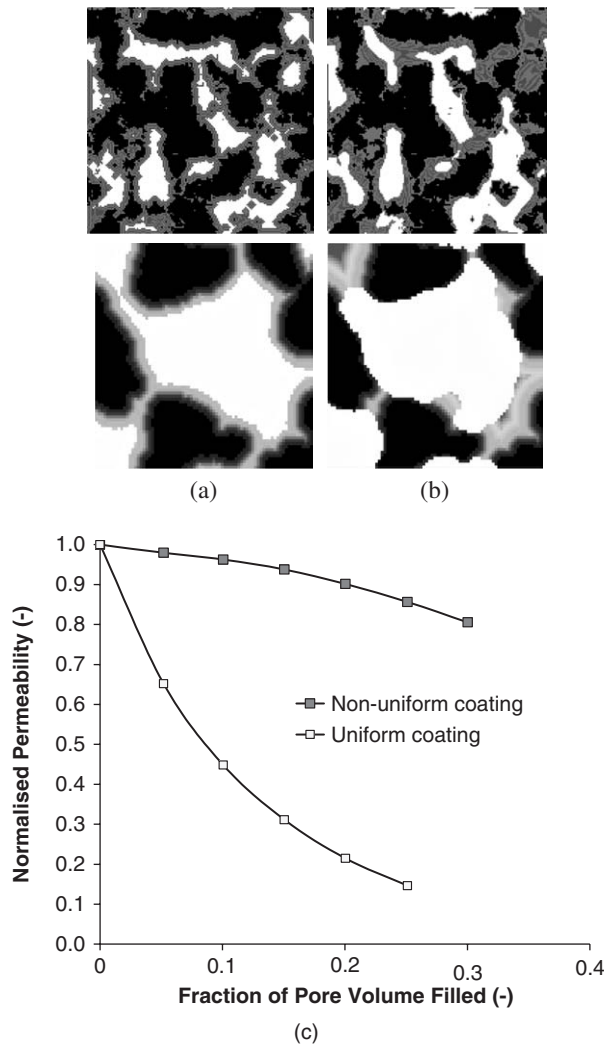 (a) (b)
1.0
0.9
0.8
0.7
0.6
0.5
0.4
0.3
0.2
0.1
0.0
Normalised Permeability (-)
Non-uniform coating
Uniform coating
0 0.1 0.2 0.3 0.4
Fraction of Pore Volume Filled (-)
(c)